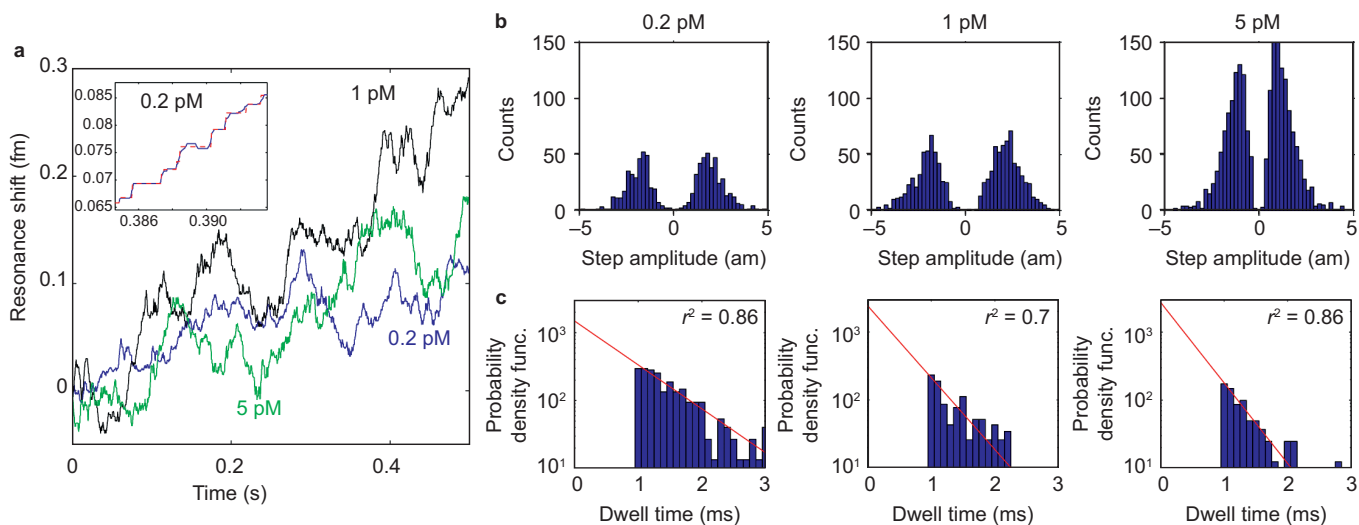 a
0.3
0.2
0.1
0
Resonance shift (fm)
0
0.2
0.4
Time (s)
0.2 pM
0.085
0.075
0.07
0.065
0.386
0.390
1 pM
0.2 pM
5 pM
b
0.2 pM
1 pM
5 pM
150
100
50
0
Counts
−5
0
5
Step amplitude (am)
150
100
50
0
Counts
−5
0
5
Step amplitude (am)
150
100
50
0
Counts
−5
0
5
Step amplitude (am)
c
r² = 0.86
10³
10²
10¹
Probability
density func.
0
1
2
3
Dwell time (ms)
r² = 0.7
10³
10²
10¹
Probability
density func.
0
1
2
3
Dwell time (ms)
r² = 0.86
10³
10²
10¹
Probability
density func.
0
1
2
3
Dwell time (ms)